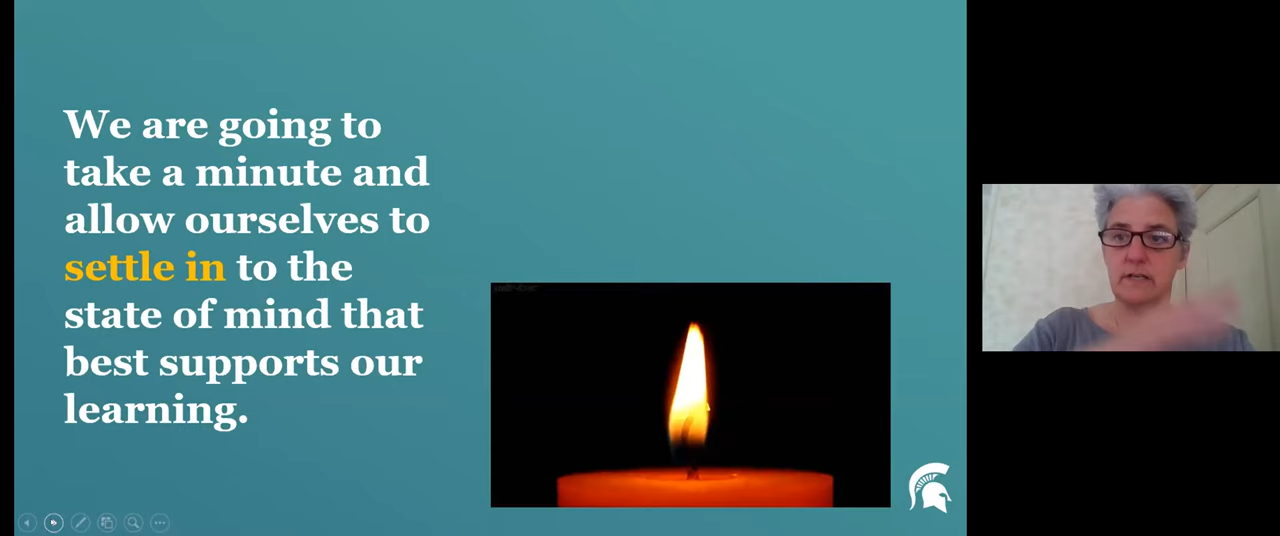 We are going to
take a minute and
allow ourselves to
settle in to the
state of mind that
best supports our
learning.